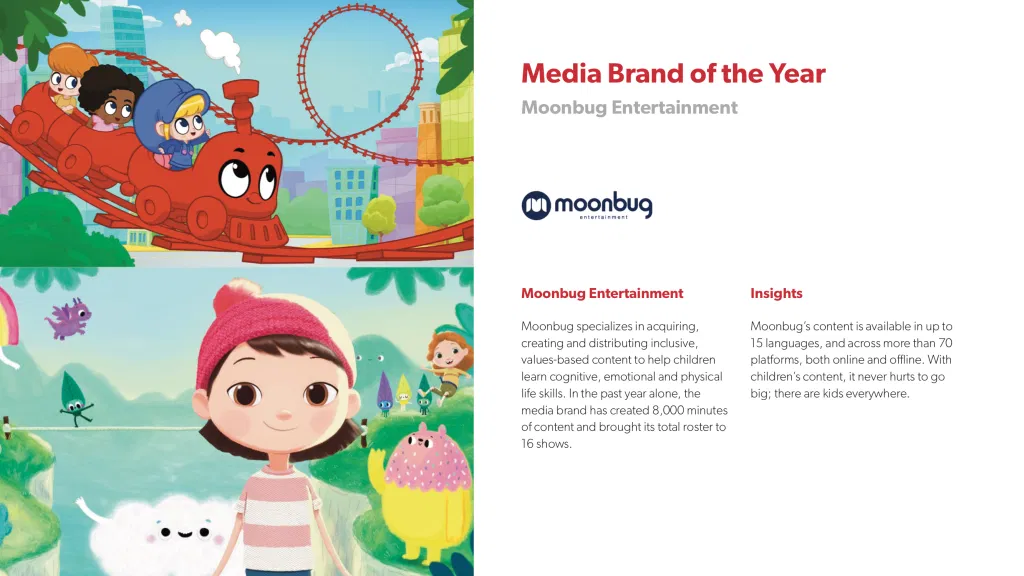 Media Brand of the Year
Moonbug Entertainment
moonbug
entertainment
Moonbug Entertainment
Moonbug specializes in acquiring,
creating and distributing inclusive,
values-based content to help children
learn cognitive, emotional and physical
life skills. In the past year alone, the
media brand has created 8,000 minutes
of content and brought its total roster to
16 shows.
Insights
Moonbug’s content is available in up to
15 languages, and across more than 70
platforms, both online and offline. With
children’s content, it never hurts to go
big; there are kids everywhere.